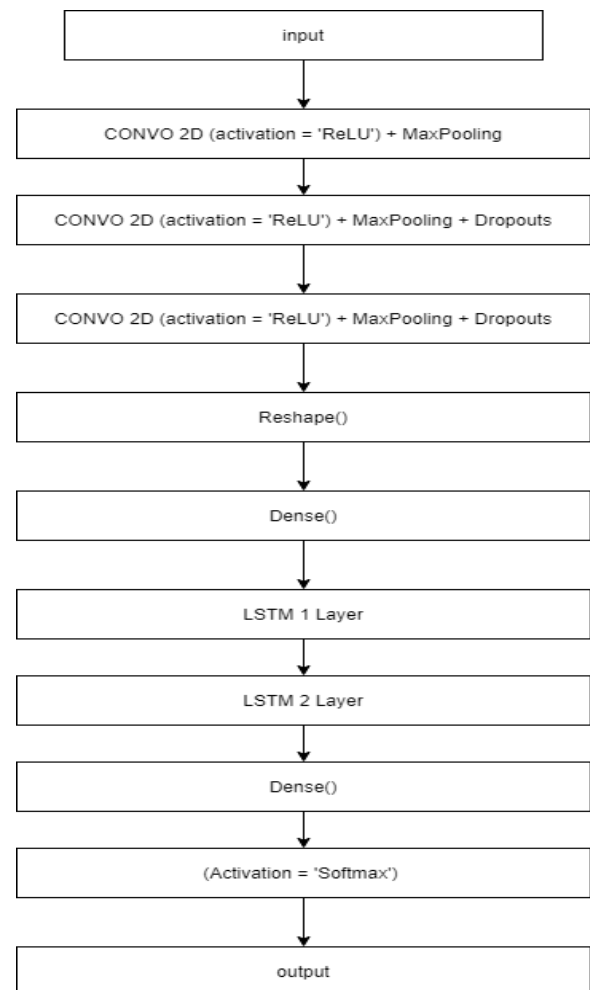 input
CONVO 2D (activation = 'ReLU') + MaxPooling
CONVO 2D (activation = 'ReLU') + MaxPooling + Dropouts
CONVO 2D (activation = 'ReLU') + MaxPooling + Dropouts
Reshape()
Dense()
LSTM 1 Layer
LSTM 2 Layer
Dense()
(Activation = 'Softmax')
output